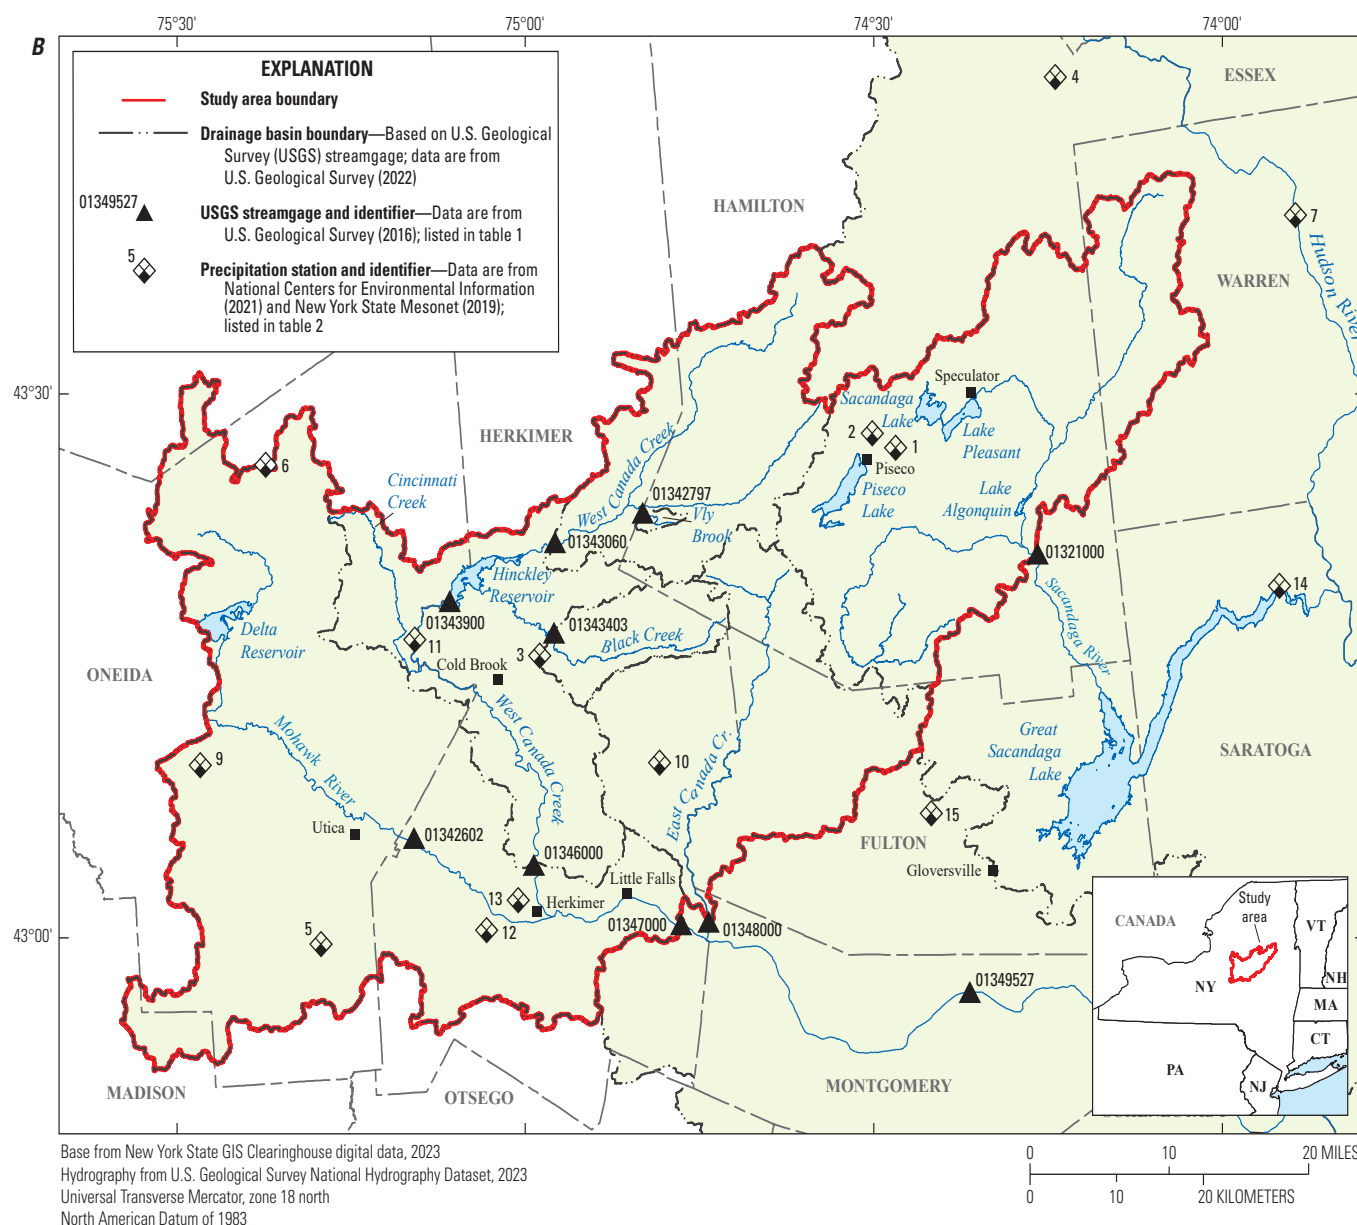 B
75°30'
75°00'
74°30'
74°00'
EXPLANATION
Study area boundary
Drainage basin boundary—Based on U.S. Geological
Survey (USGS) streamgage; data are from
U.S. Geological Survey (2022)
01349527
USGS streamgage and identifier—Data are from
U.S. Geological Survey (2016); listed in table 1
5
Precipitation station and identifier—Data are from
National Centers for Environmental Information
(2021) and New York State Mesonet (2019);
listed in table 2
4
ESSEX
HAMILTON
7
Hudson River
WARREN
43°30'
Speculator
Sacandaga
Lake
HERKIMER
2
1
Lake
Pleasant
6
Piseco
Piseco
Lake
Cincinnati
Creek
West Canada Creek
01342797
Vly
Brook
Lake
Algonquin
01343060
01321000
Hinckley
Reservoir
14
01343900
01343403
Sacandaga River
Delta
Reservoir
11
Black Creek
3
Cold Brook
ONEIDA
West Canada Creek
Mohawk River
East Canada Cr.
Great
Sacandaga
Lake
SARATOGA
9
10
15
Utica
01342602
FULTON
01346000
Gloversville
Little Falls
13
Herkimer
12
5
43°00'
01347000
01348000
01349527
MADISON
OTSEGO
MONTGOMERY
CANADA
Study
area
VT
NH
NY
MA
CT
PA
NJ
Base from New York State GIS Clearinghouse digital data, 2023
Hydrography from U.S. Geological Survey National Hydrography Dataset, 2023
Universal Transverse Mercator, zone 18 north
North American Datum of 1983
0 10 20 MILES
0 10 20 KILOMETERS